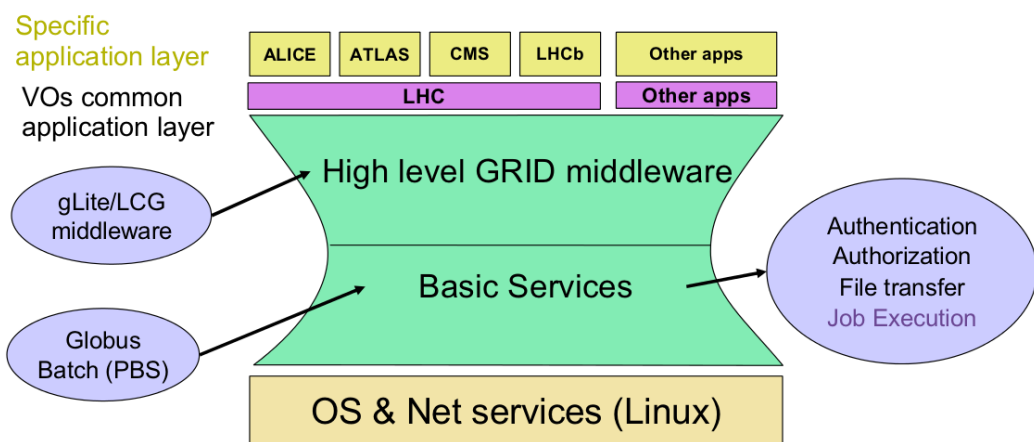 Specific
application layer
ALICE
ATLAS
CMS
LHCb
Other apps
VOs common
application layer
LHC
Other apps
High level GRID middleware
gLite/LCG
middleware
Basic Services
Authentication
Authorization
File transfer
Job Execution
Globus
Batch (PBS)
OS & Net services (Linux)